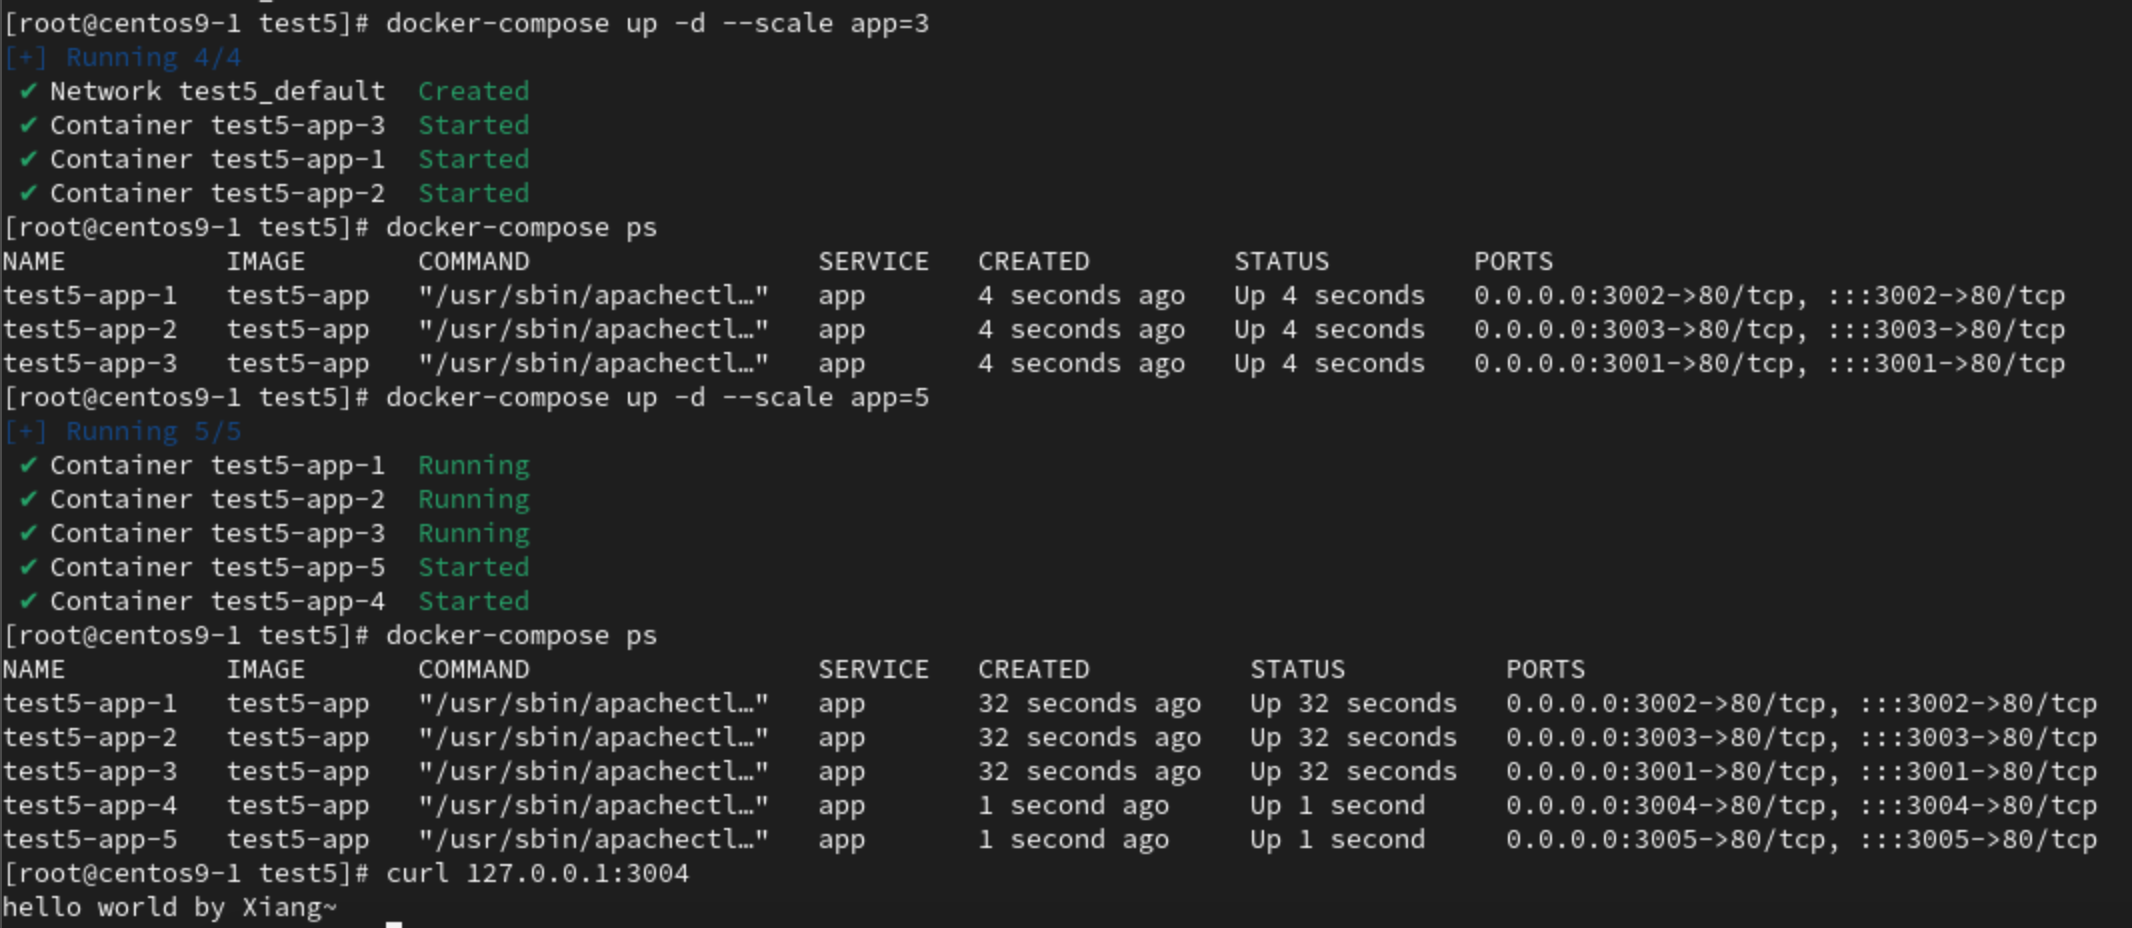 [root@centos9-1 test5]# docker-compose up -d --scale app=3
[+] Running 4/4
✔ Network test5_default  Created
✔ Container test5-app-3  Started
✔ Container test5-app-1  Started
✔ Container test5-app-2  Started
[root@centos9-1 test5]# docker-compose ps
NAME          IMAGE       COMMAND                  SERVICE   CREATED         STATUS         PORTS
test5-app-1   test5-app   "/usr/sbin/apachectl…"   app       4 seconds ago   Up 4 seconds   0.0.0.0:3002->80/tcp, :::3002->80/tcp
test5-app-2   test5-app   "/usr/sbin/apachectl…"   app       4 seconds ago   Up 4 seconds   0.0.0.0:3003->80/tcp, :::3003->80/tcp
test5-app-3   test5-app   "/usr/sbin/apachectl…"   app       4 seconds ago   Up 4 seconds   0.0.0.0:3001->80/tcp, :::3001->80/tcp
[root@centos9-1 test5]# docker-compose up -d --scale app=5
[+] Running 5/5
✔ Container test5-app-1  Running
✔ Container test5-app-2  Running
✔ Container test5-app-3  Running
✔ Container test5-app-5  Started
✔ Container test5-app-4  Started
[root@centos9-1 test5]# docker-compose ps
NAME          IMAGE       COMMAND                  SERVICE   CREATED          STATUS          PORTS
test5-app-1   test5-app   "/usr/sbin/apachectl…"   app       32 seconds ago   Up 32 seconds   0.0.0.0:3002->80/tcp, :::3002->80/tcp
test5-app-2   test5-app   "/usr/sbin/apachectl…"   app       32 seconds ago   Up 32 seconds   0.0.0.0:3003->80/tcp, :::3003->80/tcp
test5-app-3   test5-app   "/usr/sbin/apachectl…"   app       32 seconds ago   Up 32 seconds   0.0.0.0:3001->80/tcp, :::3001->80/tcp
test5-app-4   test5-app   "/usr/sbin/apachectl…"   app       1 second ago     Up 1 second     0.0.0.0:3004->80/tcp, :::3004->80/tcp
test5-app-5   test5-app   "/usr/sbin/apachectl…"   app       1 second ago     Up 1 second     0.0.0.0:3005->80/tcp, :::3005->80/tcp
[root@centos9-1 test5]# curl 127.0.0.1:3004
hello world by Xiang~